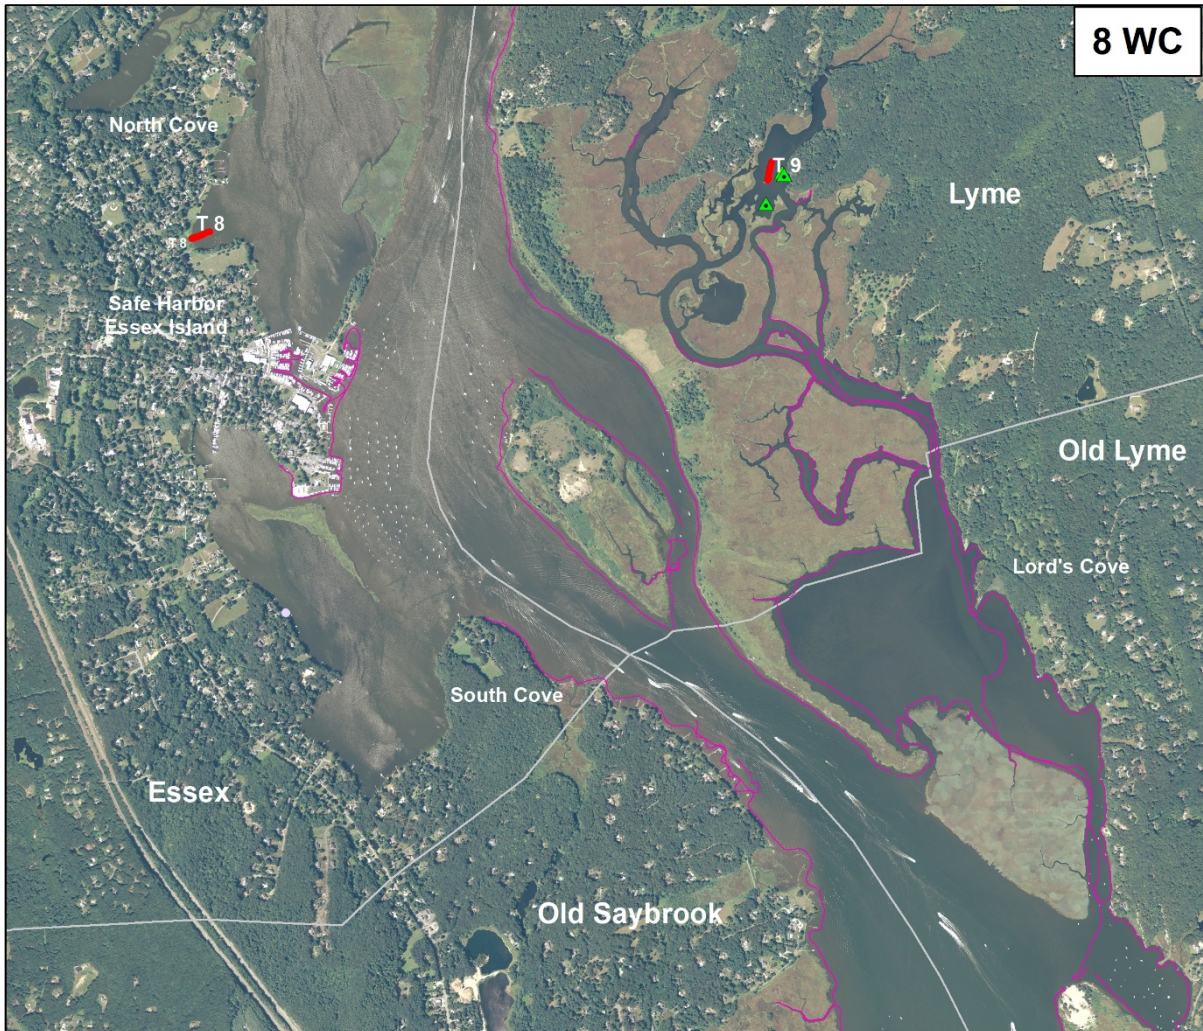 8 WC
North Cove
T 9
Lyme
T 8
T 8
Safe Harbor
Essex Island
Old Lyme
Lord's Cove
South Cove
Essex
Old Saybrook